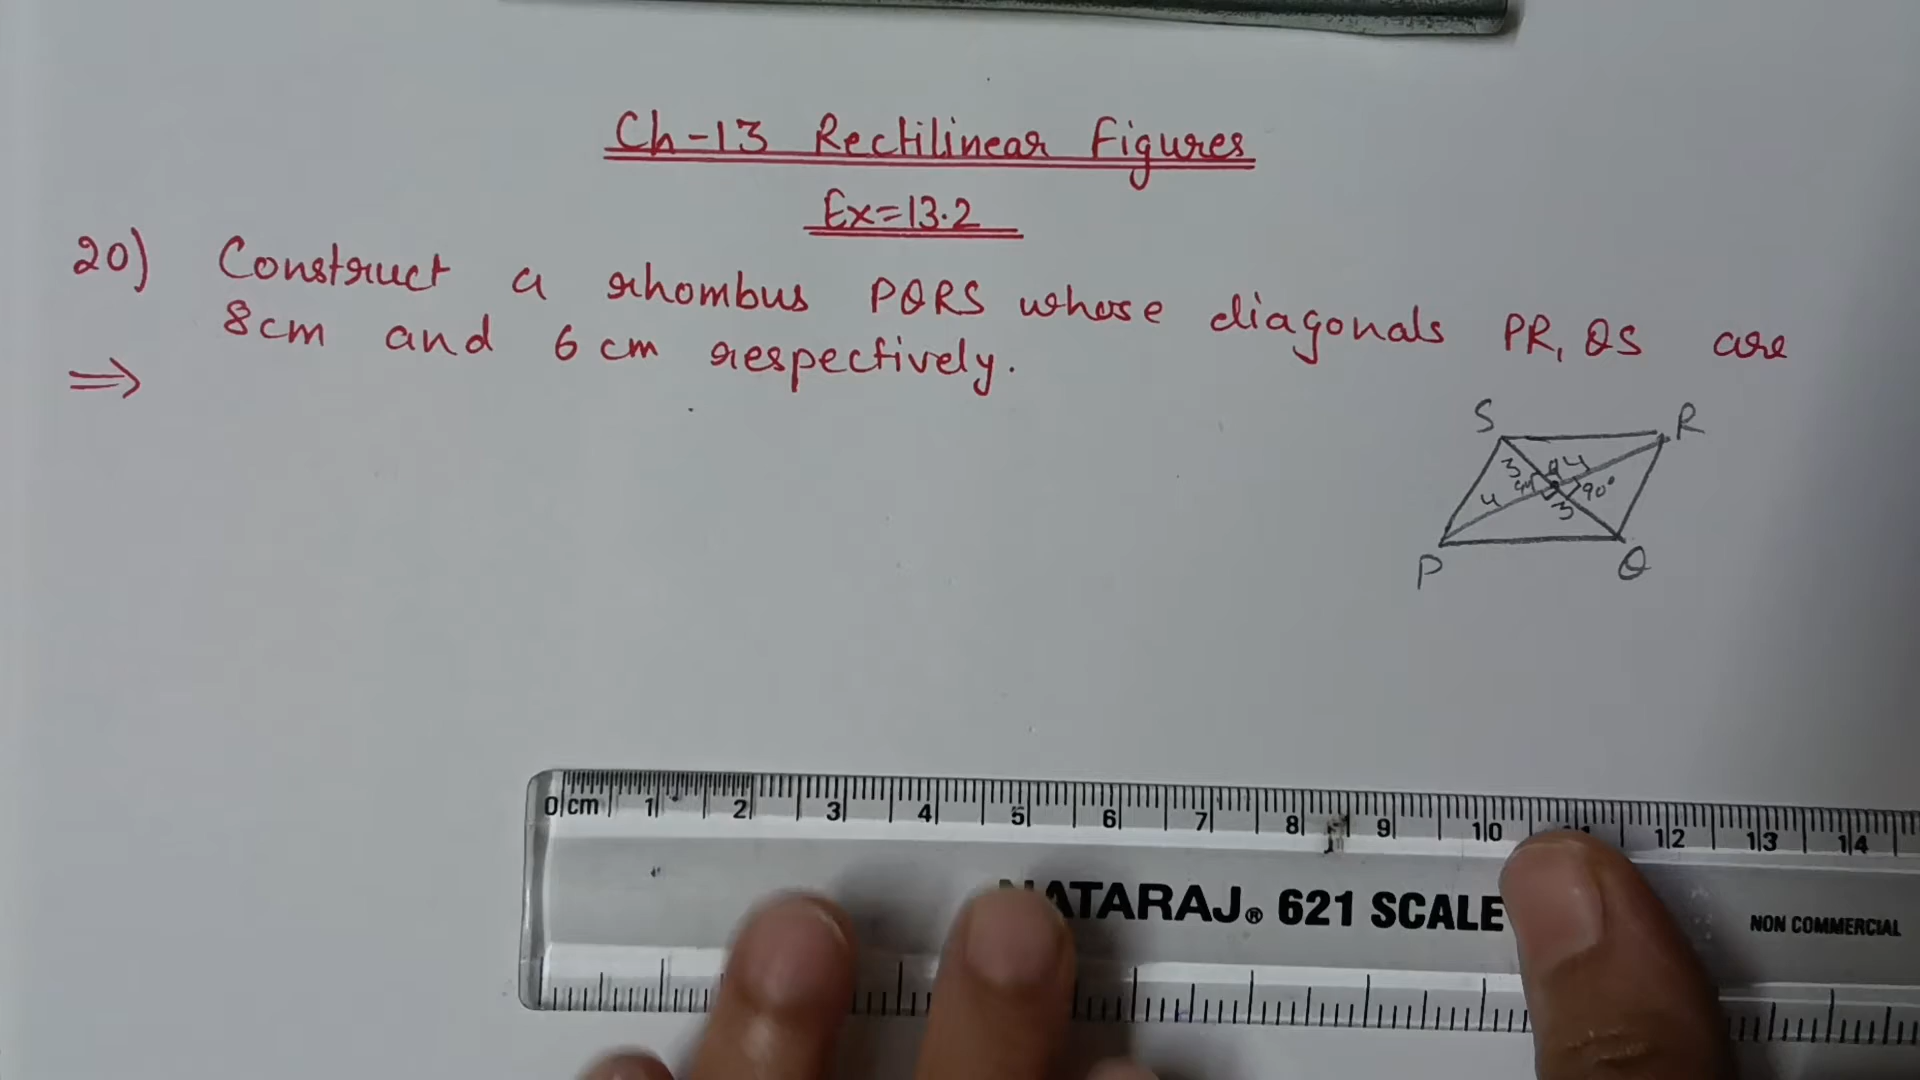 Ch-13 Rectilinear Figures
Ex=13.2
20) Construct a rhombus PQRS whose diagonals PR, QS are
8cm and 6 cm respectively.
⇒
S R
3 4
4 90°
3
P Q
0 cm 1 2 3 4 5 6 7 8 9 10 12 13 14
NATARAJ® 621 SCALE
NON COMMERCIAL